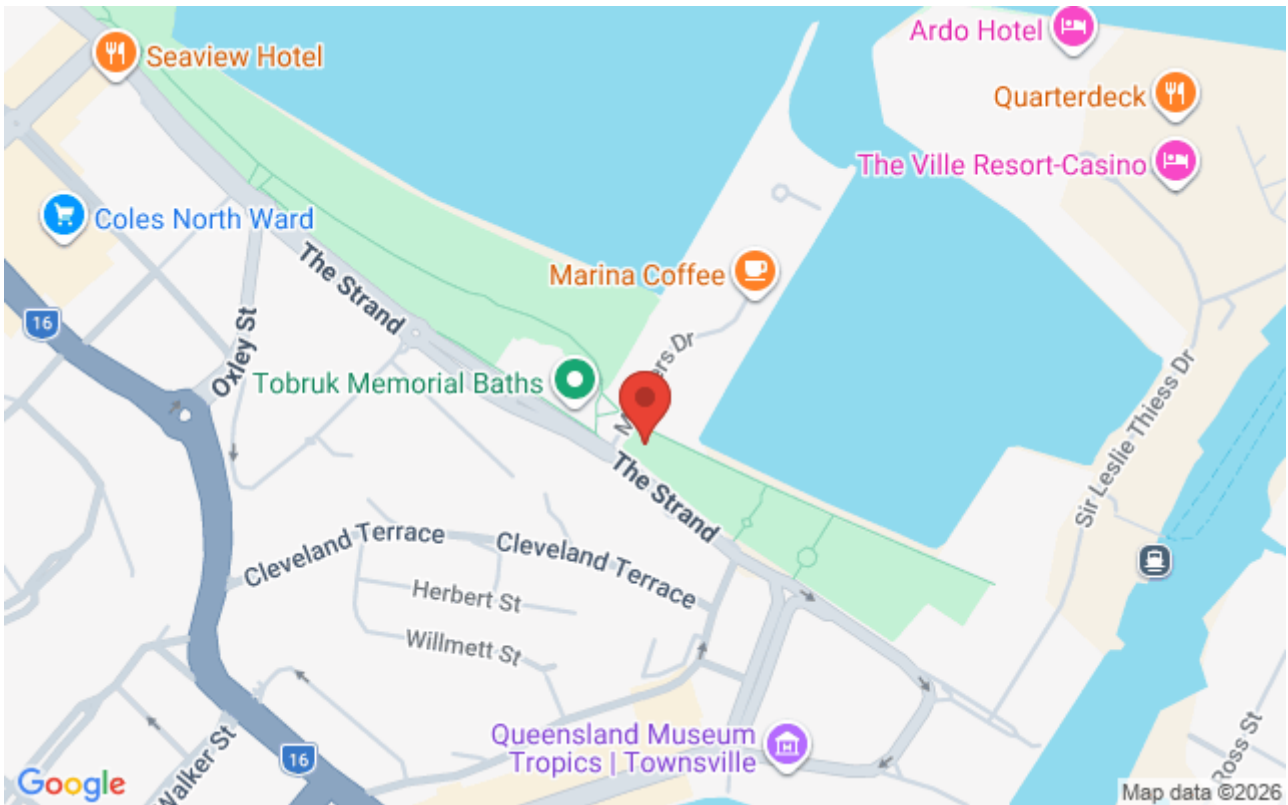 Ardo Hotel
Seaview Hotel
Quarterdeck
The Ville Resort-Casino
Coles North Ward
Marina Coffee
The Strand
16
Oxley St
ers Dr
Tobruk Memorial Baths
Sir Leslie Thiess Dr
The Strand
Cleveland Terrace
Cleveland Terrace
Herbert St
Willmett St
Queensland Museum
Tropics | Townsville
16
Walker St
Ross St
Google
Map data ©2026